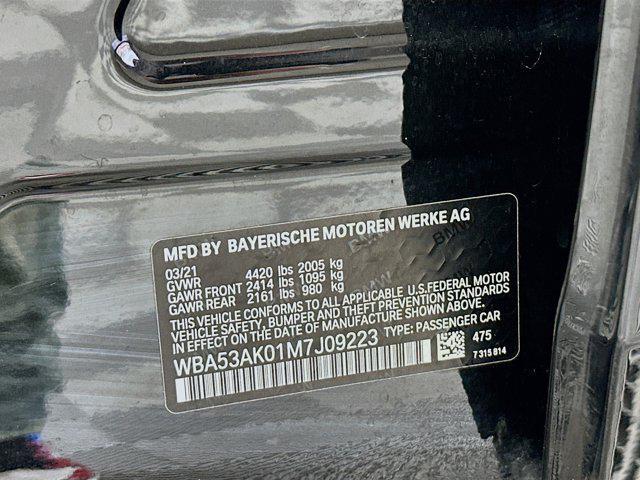 MFD BY BAYERISCHE MOTOREN WERKE AG
03/21
GVWR 4420 lbs 2005 kg
GAWR FRONT 2414 lbs 1095 kg
GAWR REAR 2161 lbs 980 kg
THIS VEHICLE CONFORMS TO ALL APPLICABLE U.S.FEDERAL MOTOR
VEHICLE SAFETY, BUMPER AND THEFT PREVENTION STANDARDS
IN EFFECT ON THE DATE OF MANUFACTURE SHOWN ABOVE.
WBA53AK01M7J09223 TYPE: PASSENGER CAR
475
7 315 814